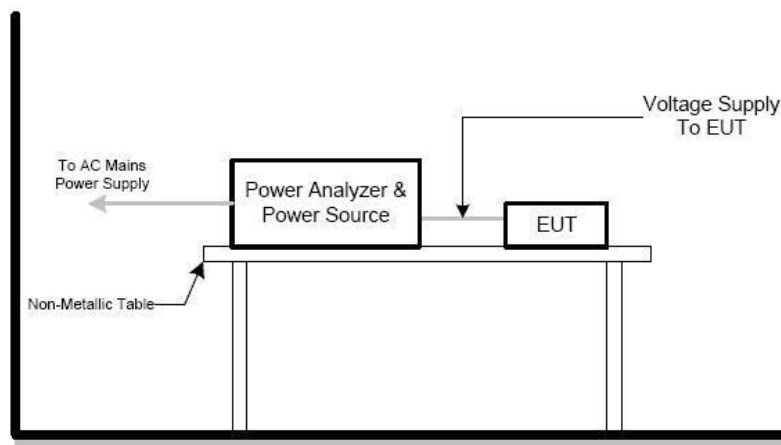 Voltage Supply
To EUT
To AC Mains
Power Supply
Power Analyzer &
Power Source
EUT
Non-Metallic Table